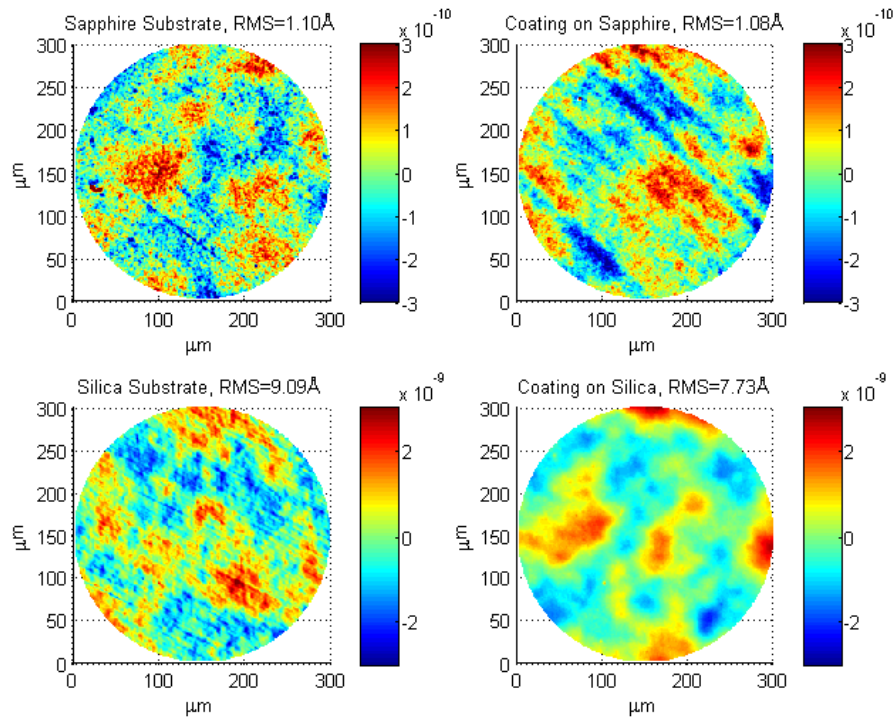 Sapphire Substrate, RMS=1.10Å
x 10-10
300
250
200
150
100
50
0
μm
0 100 200 300
μm
3
2
1
0
-1
-2
-3
Coating on Sapphire, RMS=1.08Å
x 10-10
300
250
200
150
100
50
0
μm
0 100 200 300
μm
3
2
1
0
-1
-2
-3
Silica Substrate, RMS=9.09Å
x 10-9
300
250
200
150
100
50
0
μm
0 100 200 300
μm
2
0
-2
Coating on Silica, RMS=7.73Å
x 10-9
300
250
200
150
100
50
0
μm
0 100 200 300
μm
2
0
-2